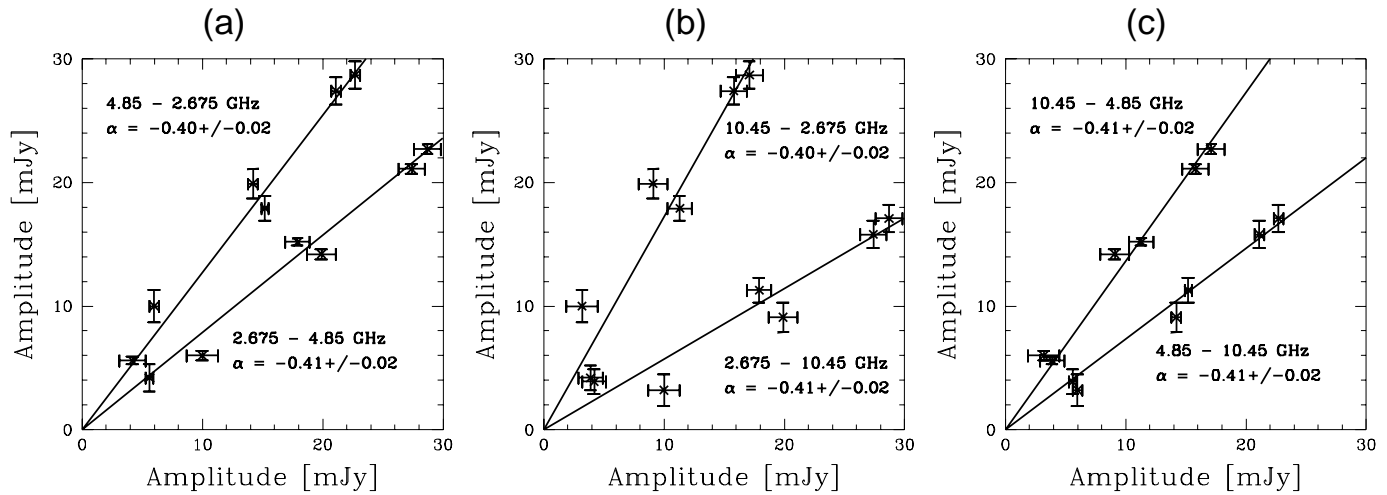 (a)
(b)
(c)
30
20
10
0
Amplitude [mJy]
4.85 – 2.675 GHz
α = –0.40+/–0.02
2.675 – 4.85 GHz
α = –0.41+/–0.02
0
10
20
30
Amplitude [mJy]
30
20
10
0
Amplitude [mJy]
10.45 – 2.675 GHz
α = –0.40+/–0.02
2.675 – 10.45 GHz
α = –0.41+/–0.02
0
10
20
30
Amplitude [mJy]
30
20
10
0
Amplitude [mJy]
10.45 – 4.85 GHz
α = –0.41+/–0.02
4.85 – 10.45 GHz
α = –0.41+/–0.02
0
10
20
30
Amplitude [mJy]